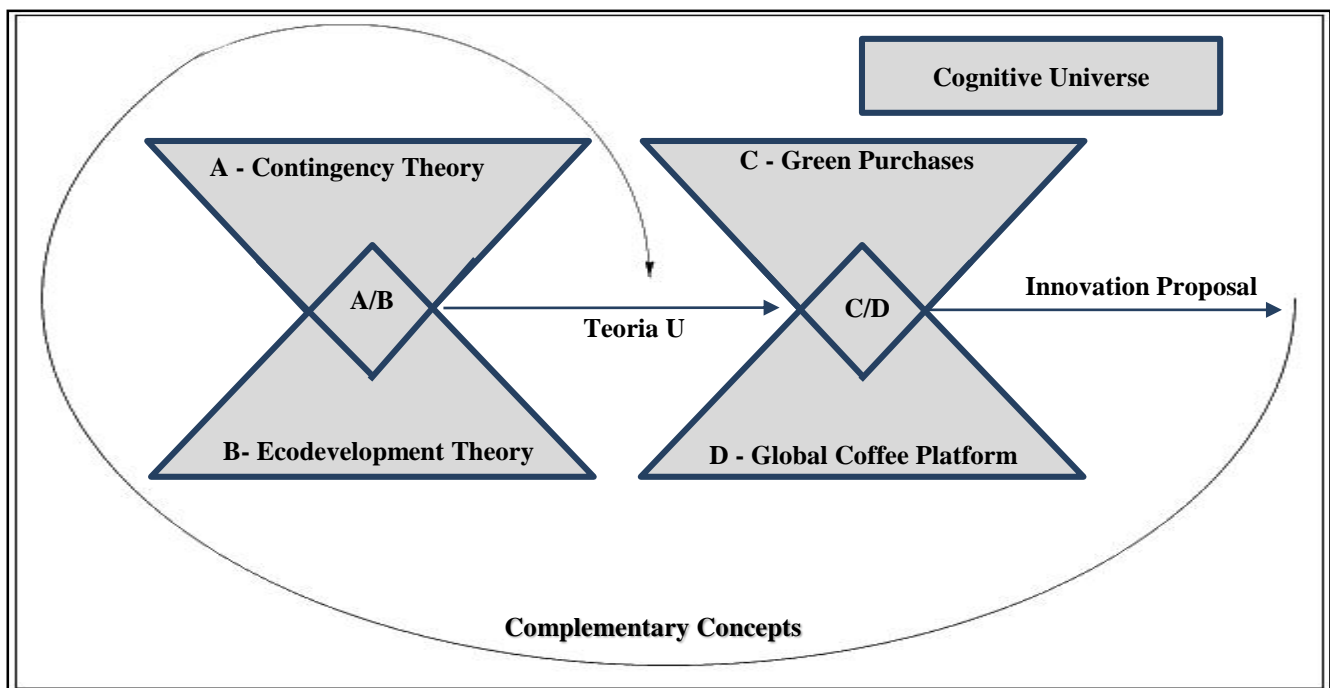 Cognitive Universe
A - Contingency Theory
C - Green Purchases
A/B
C/D
Innovation Proposal
Teoria U
B- Ecodevelopment Theory
D - Global Coffee Platform
Complementary Concepts